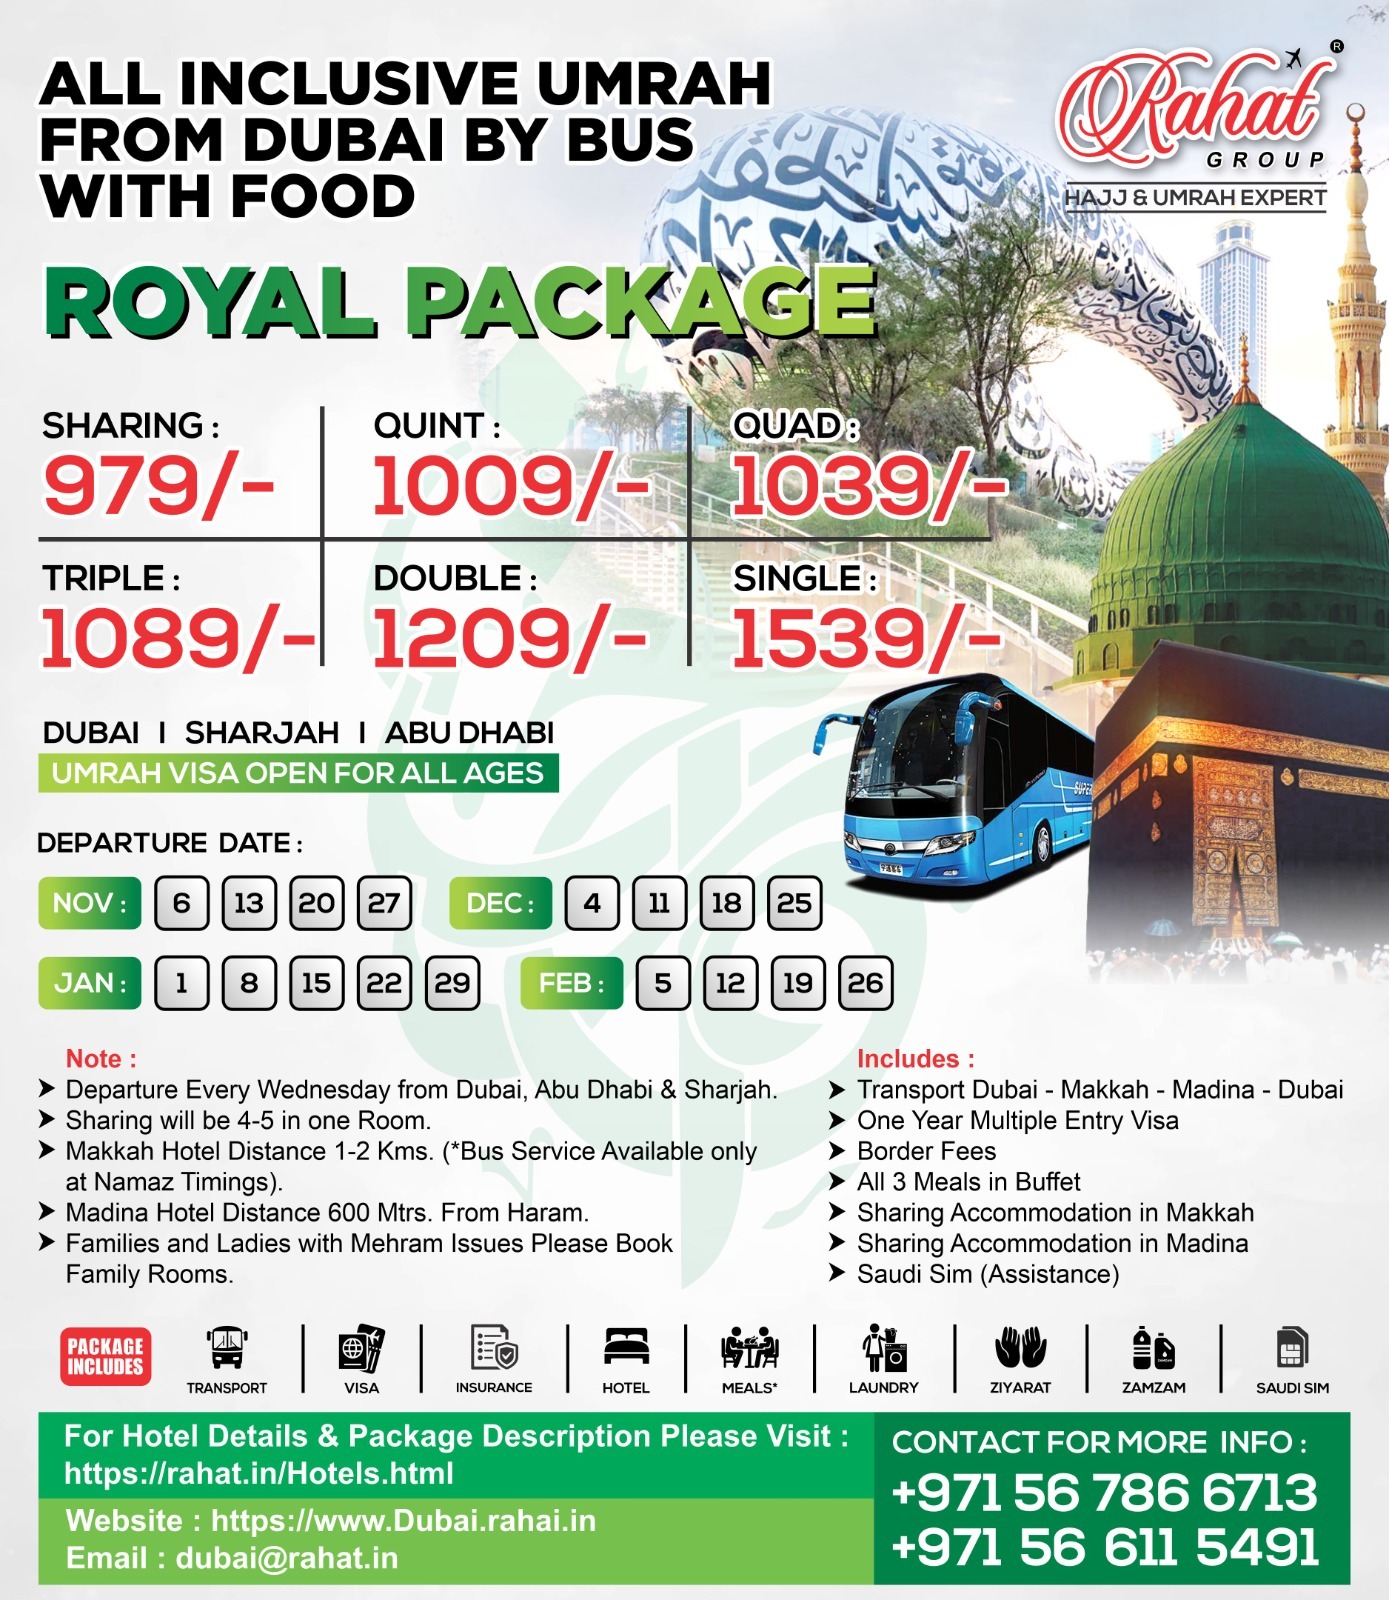 ALL INCLUSIVE UMRAH
FROM DUBAI BY BUS
WITH FOOD
Rahat®
GROUP
HAJJ & UMRAH EXPERT
ROYAL PACKAGE
SHARING :
979/-
QUINT :
1009/-
QUAD :
1039/-
TRIPLE :
1089/-
DOUBLE :
1209/-
SINGLE :
1539/-
DUBAI I SHARJAH I ABU DHABI
UMRAH VISA OPEN FOR ALL AGES
SUPER
DEPARTURE DATE :
NOV : 6 13 20 27 DEC : 4 11 18 25
JAN : 1 8 15 22 29 FEB : 5 12 19 26
Note :
➤ Departure Every Wednesday from Dubai, Abu Dhabi & Sharjah.
➤ Sharing will be 4-5 in one Room.
➤ Makkah Hotel Distance 1-2 Kms. (*Bus Service Available only
at Namaz Timings).
➤ Madina Hotel Distance 600 Mtrs. From Haram.
➤ Families and Ladies with Mehram Issues Please Book
Family Rooms.
Includes :
➤ Transport Dubai - Makkah - Madina - Dubai
➤ One Year Multiple Entry Visa
➤ Border Fees
➤ All 3 Meals in Buffet
➤ Sharing Accommodation in Makkah
➤ Sharing Accommodation in Madina
➤ Saudi Sim (Assistance)
PACKAGE
INCLUDES
TRANSPORT
VISA
INSURANCE
HOTEL
MEALS*
LAUNDRY
ZIYARAT
ZAMZAM
SAUDI SIM
For Hotel Details & Package Description Please Visit :
https://rahat.in/Hotels.html
Website : https://www.Dubai.rahai.in
Email : dubai@rahat.in
CONTACT FOR MORE INFO :
+971 56 786 6713
+971 56 611 5491